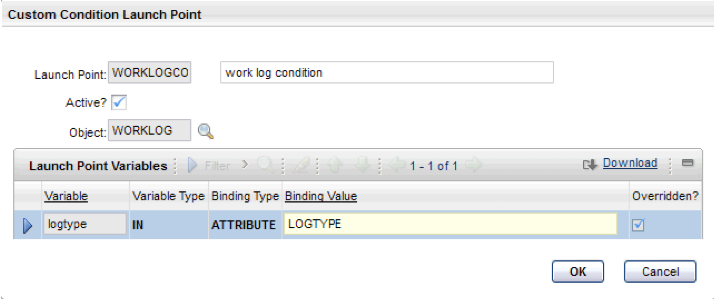 Custom Condition Launch Point
Launch Point: WORKLOGCO work log condition
Active?
Object: WORKLOG
Launch Point Variables Filter 1 - 1 of 1 Download
Variable Variable Type Binding Type Binding Value Overridden?
logtype IN ATTRIBUTE LOGTYPE
OK Cancel